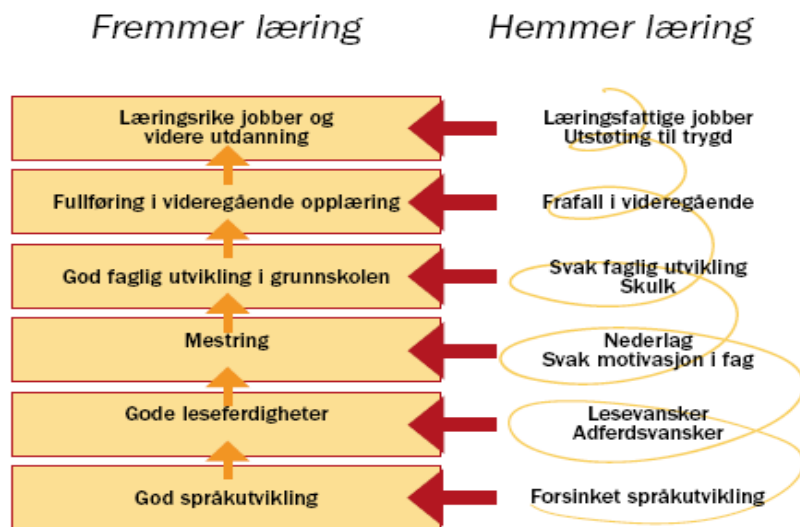 Fremmer læring
Hemmer læring
Læringsrike jobber og
videre utdanning
Læringsfattige jobber
Utstøting til trygd
Fullføring i videregående opplæring
Frafall i videregående
God faglig utvikling i grunnskolen
Svak faglig utvikling
Skulk
Mestring
Nederlag
Svak motivasjon i fag
Gode leseferdigheter
Lesevansker
Adferdsvansker
God språkutvikling
Forsinket språkutvikling